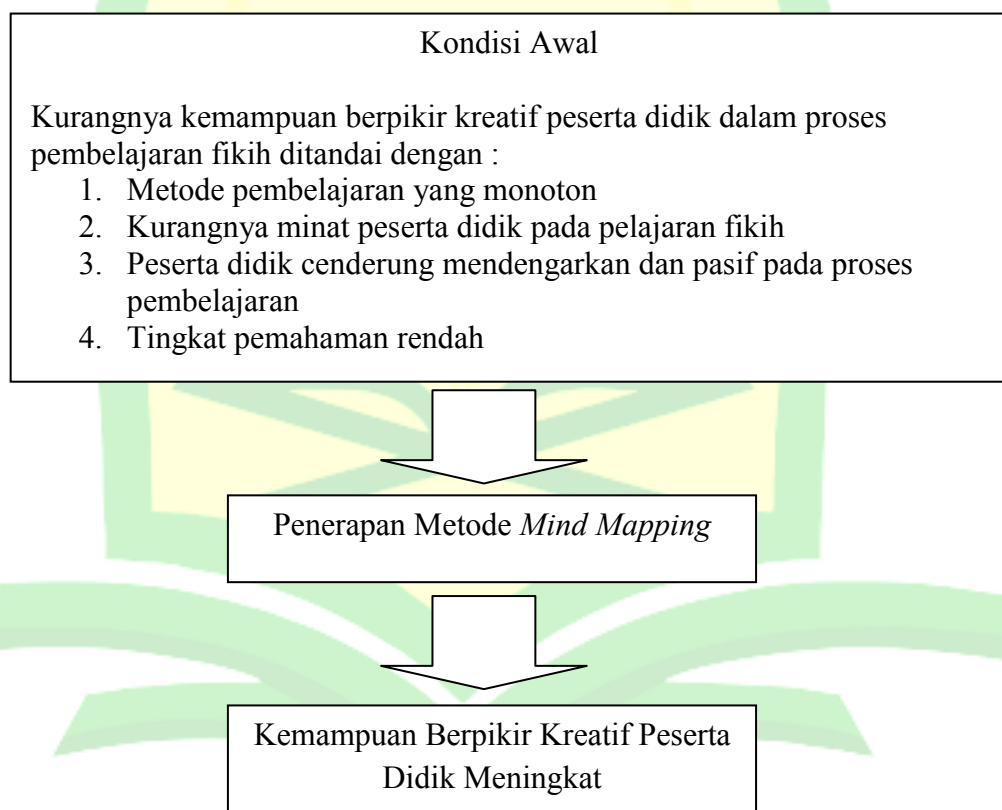 Kondisi Awal
Kurangnya kemampuan berpikir kreatif peserta didik dalam proses
pembelajaran fikih ditandai dengan :
1. Metode pembelajaran yang monoton
2. Kurangnya minat peserta didik pada pelajaran fikih
3. Peserta didik cenderung mendengarkan dan pasif pada proses
pembelajaran
4. Tingkat pemahaman rendah
Penerapan Metode Mind Mapping
Kemampuan Berpikir Kreatif Peserta
Didik Meningkat